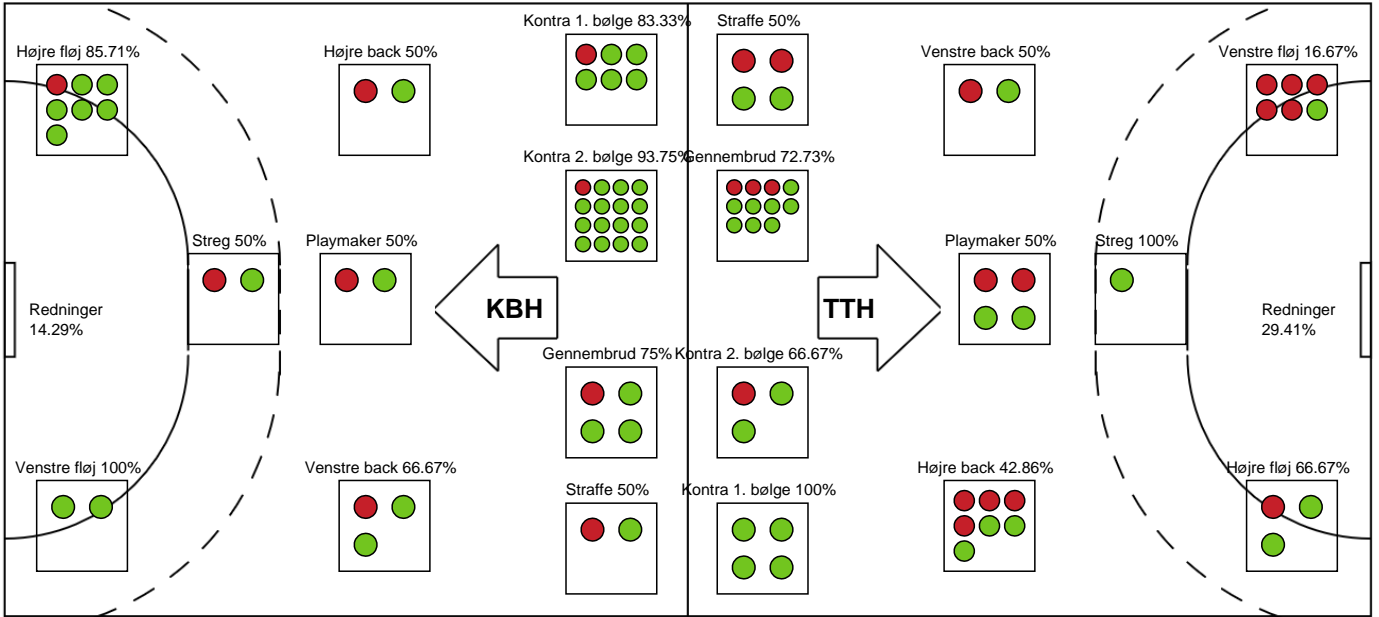 Kontra 1. bølge 83.33%
Straffe 50%
Højre fløj 85.71%
Højre back 50%
Venstre back 50%
Venstre fløj 16.67%
Kontra 2. bølge 93.75%
Gennembrud 72.73%
Streg 50%
Playmaker 50%
Playmaker 50%
Streg 100%
Redninger
14.29%
KBH
TTH
Redninger
29.41%
Gennembrud 75%
Kontra 2. bølge 66.67%
Venstre fløj 100%
Venstre back 66.67%
Højre back 42.86%
Højre fløj 66.67%
Straffe 50%
Kontra 1. bølge 100%